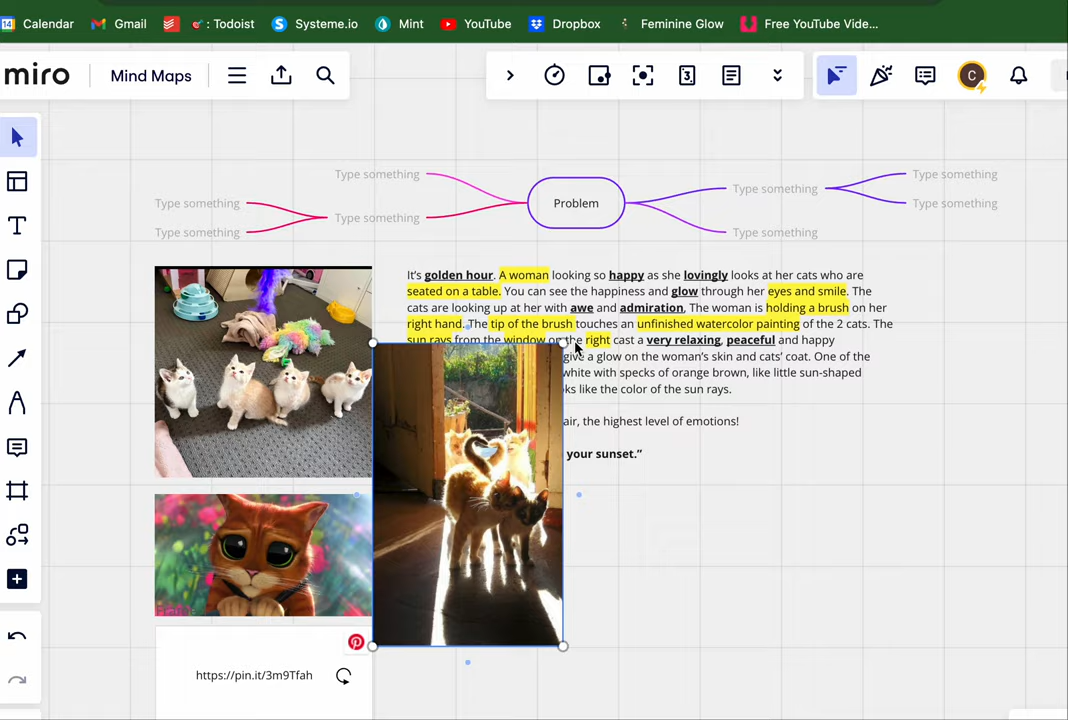 Calendar Gmail : Todoist Systeme.io Mint YouTube Dropbox Feminine Glow Free YouTube Vide...
miro Mind Maps
C
Type something
Type something
Type something
Type something
Problem
Type something
Type something
Type something
Type something
It's golden hour. A woman looking so happy as she lovingly looks at her cats who are
seated on a table. You can see the happiness and glow through her eyes and smile. The
cats are looking up at her with awe and admiration, The woman is holding a brush on her
right hand. The tip of the brush touches an unfinished watercolor painting of the 2 cats. The
sun rays from the window on the right cast a very relaxing, peaceful and happy
give a glow on the woman's skin and cats' coat. One of the
white with specks of orange brown, like little sun-shaped
ks like the color of the sun rays.
air, the highest level of emotions!
your sunset."
Frame
https://pin.it/3m9Tfah